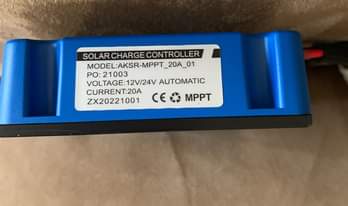 SOLAR CHARGE CONTROLLER
MODEL:AKSR-MPPT_20A_01
PO: 21003
VOLTAGE:12V/24V AUTOMATIC
CURRENT:20A
ZX20221001 CE MPPT